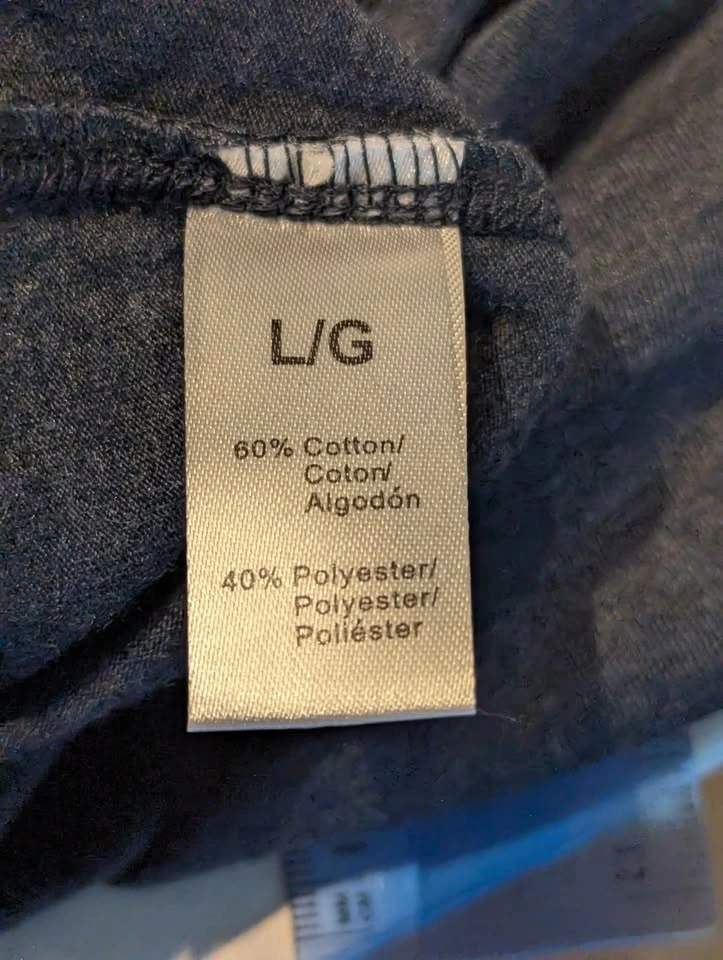 L/G
60% Cotton/
Coton/
Algodón
40% Polyester/
Polyester/
Poliéster